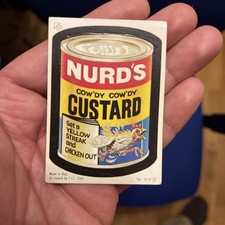 NURD'S
COW'DY COW'DY
CUSTARD
Get a
YELLOW
STREAK
and
CHICKEN OUT